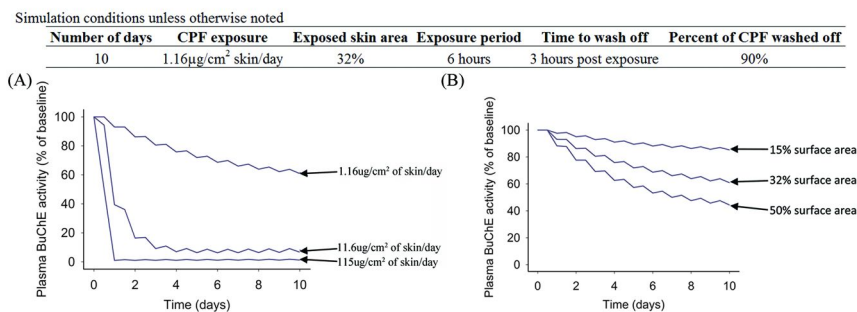 Simulation conditions unless otherwise noted
Number of days CPF exposure Exposed skin area Exposure period Time to wash off Percent of CPF washed off
10 1.16µg/cm² skin/day 32% 6 hours 3 hours post exposure 90%
(A)
Plasma BuChE activity (% of baseline)
100
80
60
40
20
0
0 2 4 6 8 10
Time (days)
1.16ug/cm² of skin/day
11.6ug/cm² of skin/day
115ug/cm² of skin/day
(B)
Plasma BuChE activity (% of baseline)
100
80
60
40
20
0
0 2 4 6 8 10
Time (days)
15% surface area
32% surface area
50% surface area